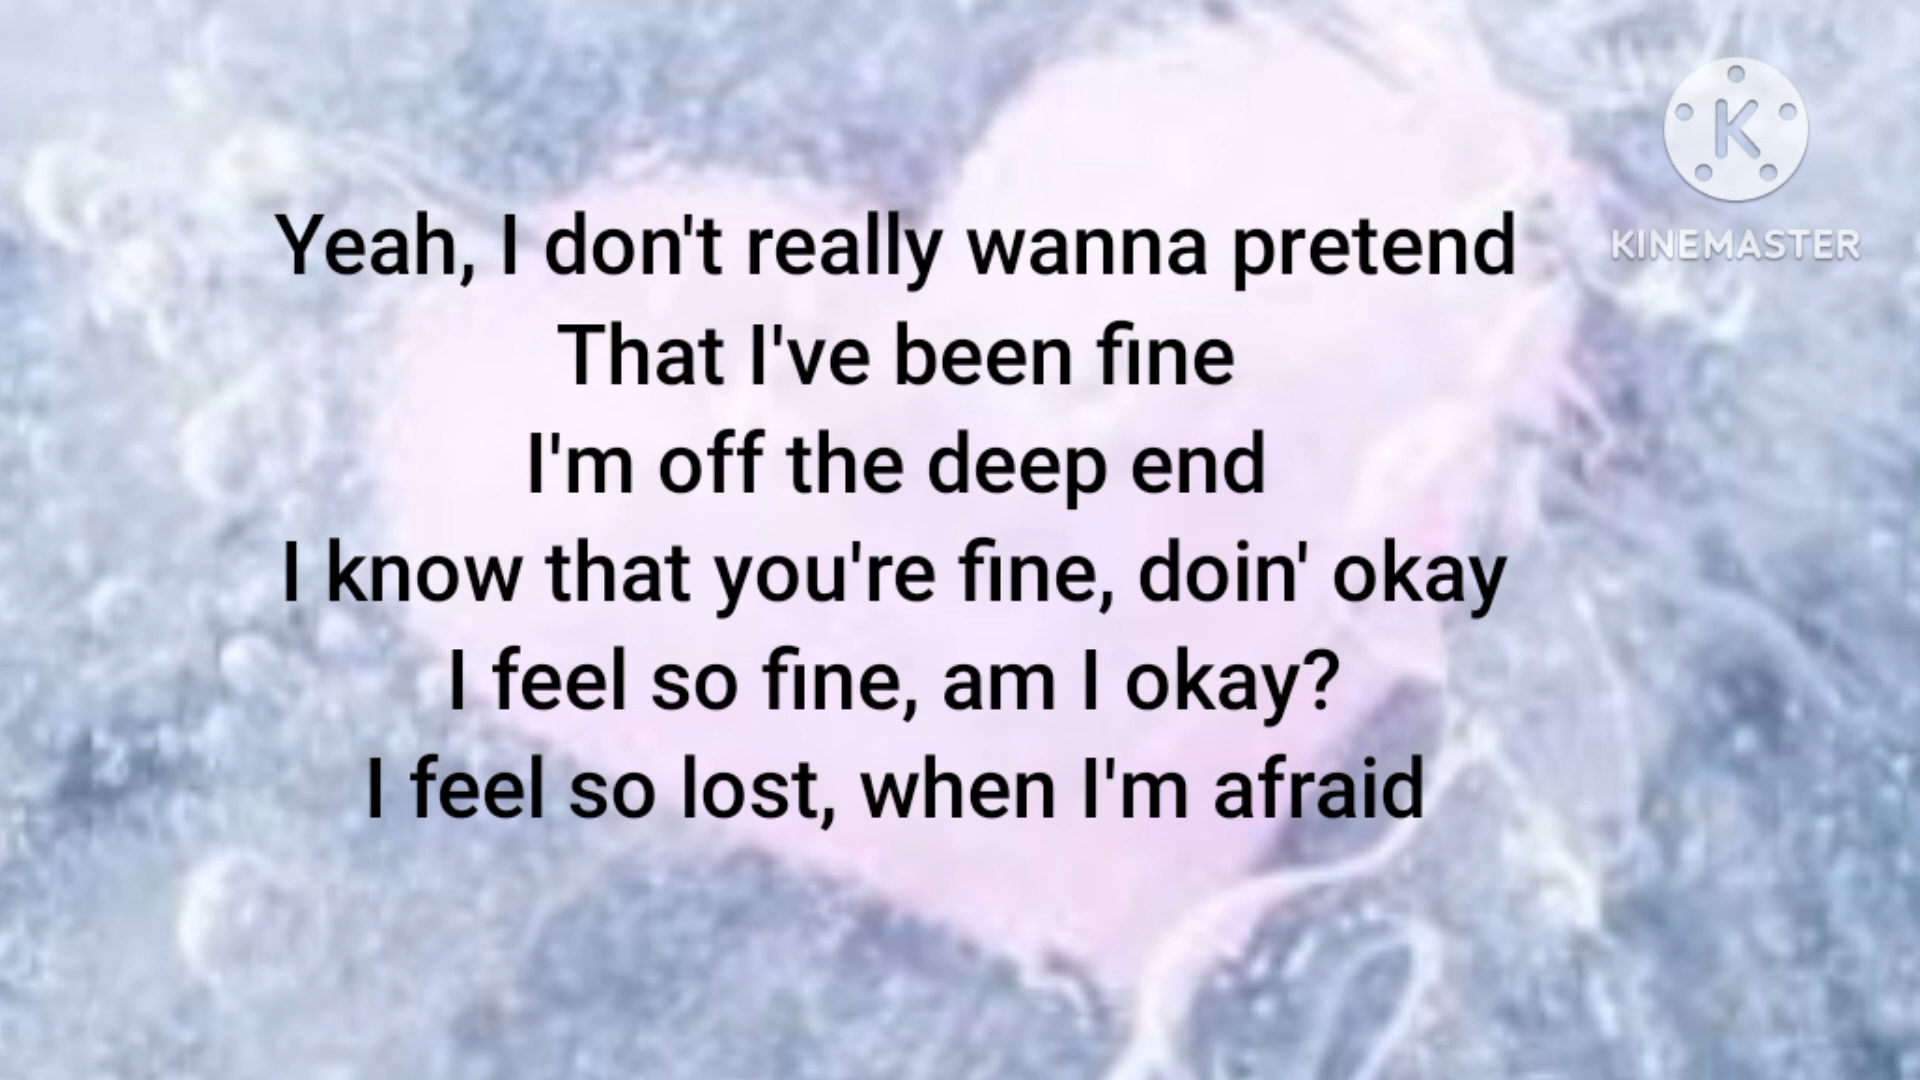 Yeah, I don't really wanna pretend
That I've been fine
I'm off the deep end
I know that you're fine, doin' okay
I feel so fine, am I okay?
I feel so lost, when I'm afraid
K
KINEMASTER